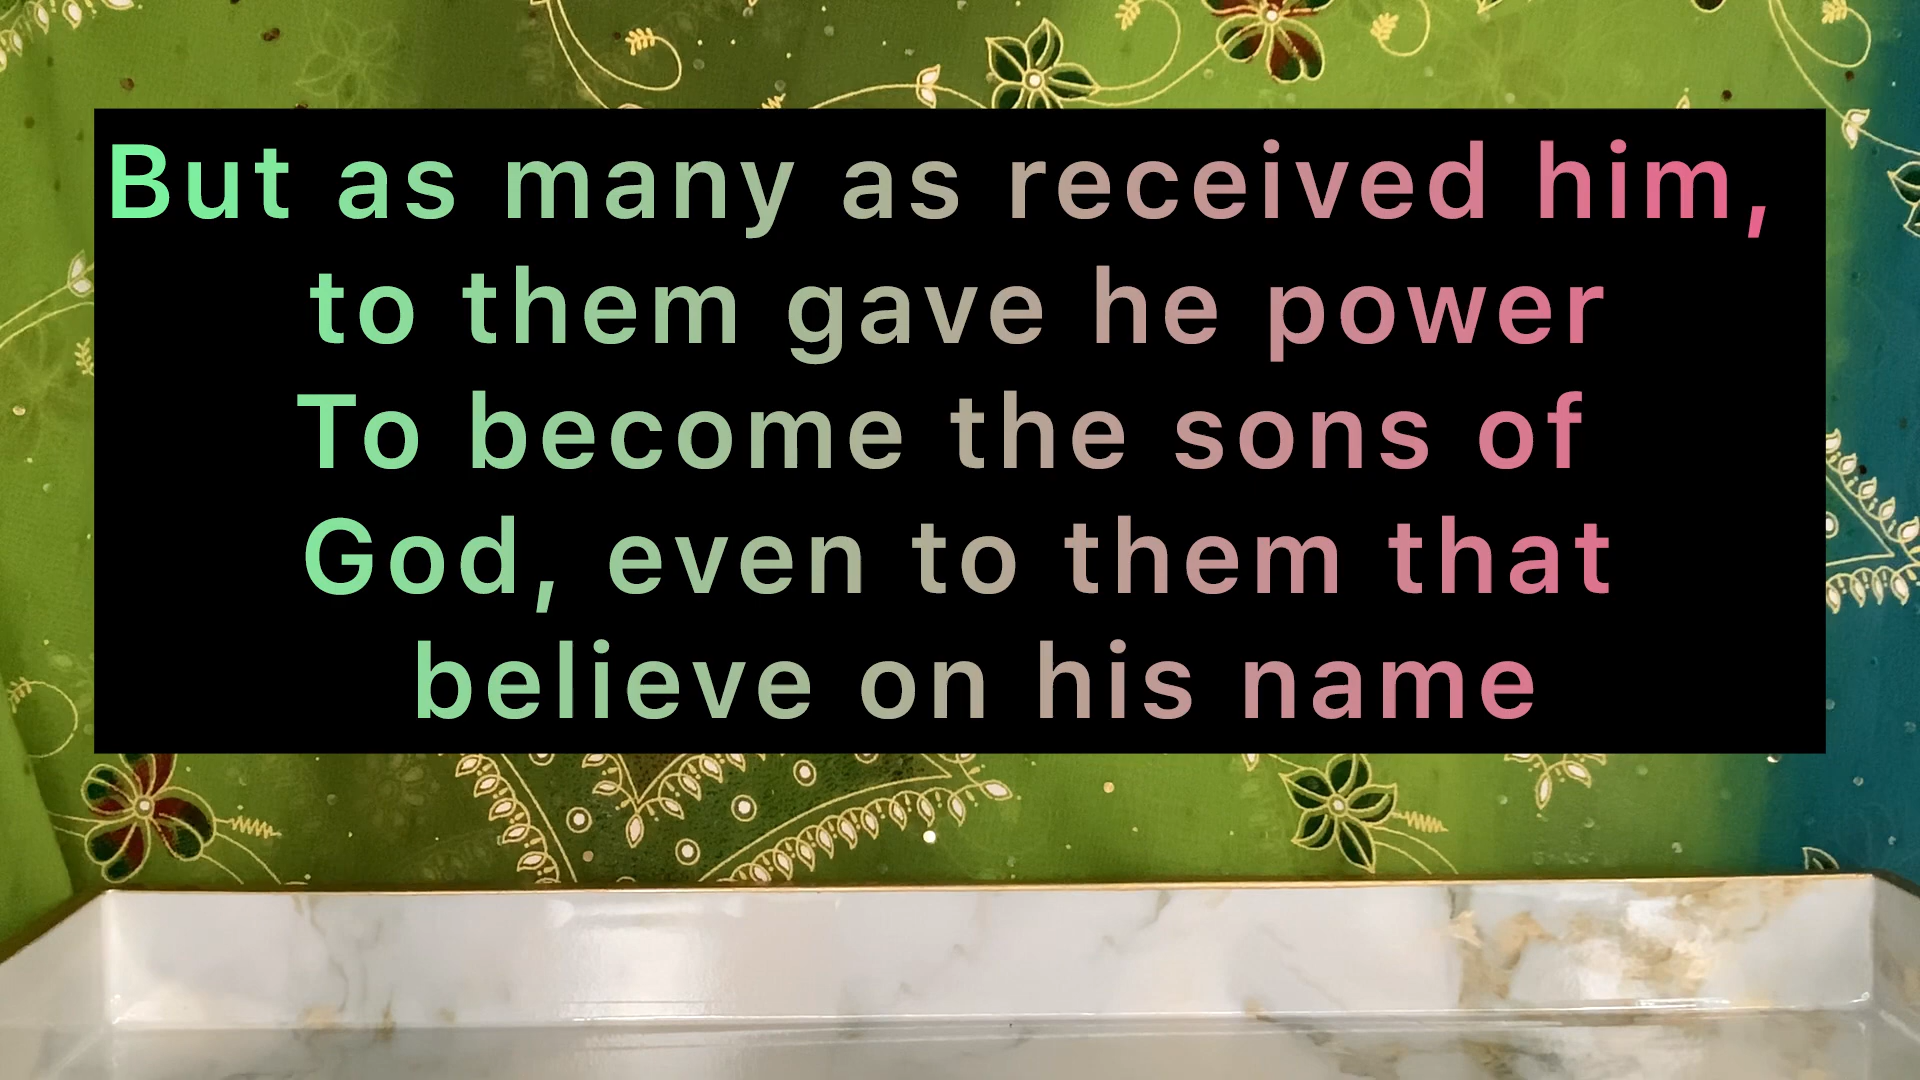 But as many as received him,
to them gave he power
To become the sons of
God, even to them that
believe on his name